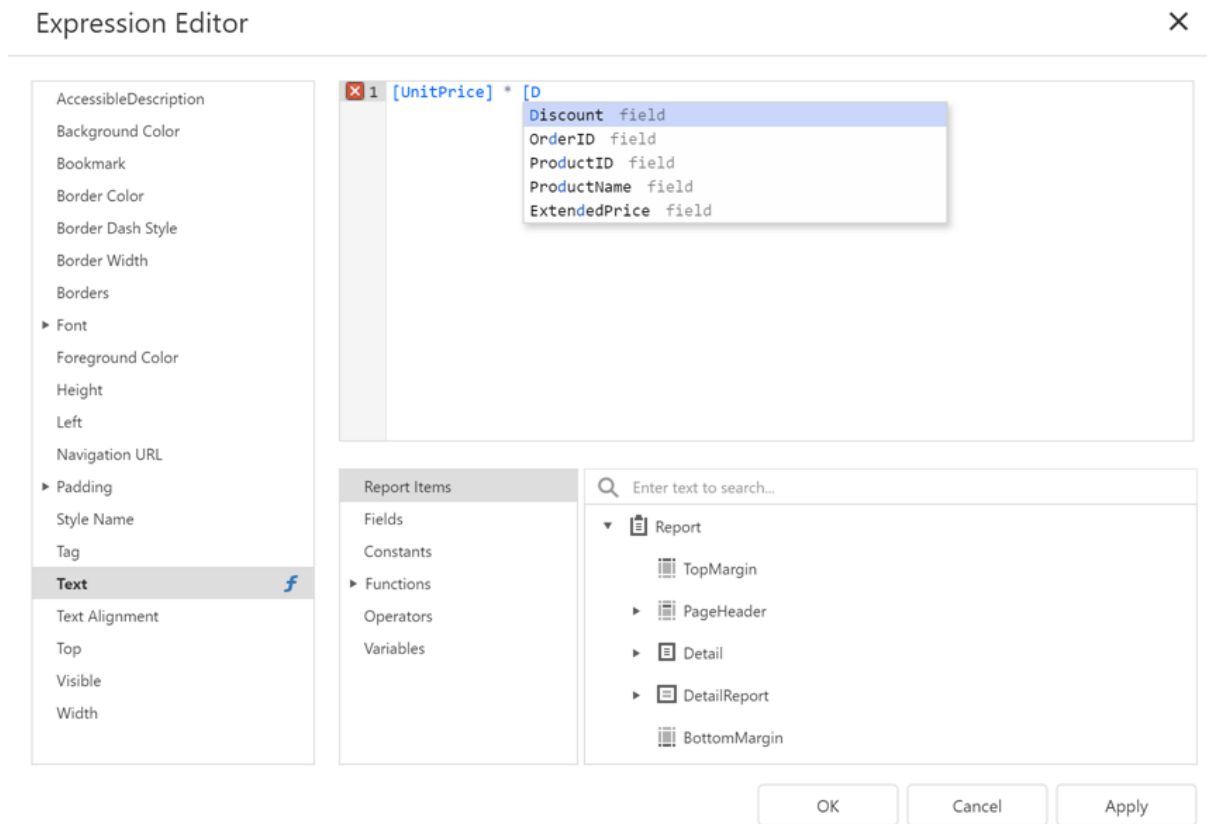 Expression Editor
AccessibleDescription
Background Color
Bookmark
Border Color
Border Dash Style
Border Width
Borders
Font
Foreground Color
Height
Left
Navigation URL
Padding
Style Name
Tag
Text
Text Alignment
Top
Visible
Width
1 [UnitPrice] * [D
Discount field
OrderID field
ProductID field
ProductName field
ExtendedPrice field
Report Items
Fields
Constants
Functions
Operators
Variables
Enter text to search...
Report
TopMargin
PageHeader
Detail
DetailReport
BottomMargin
OK
Cancel
Apply